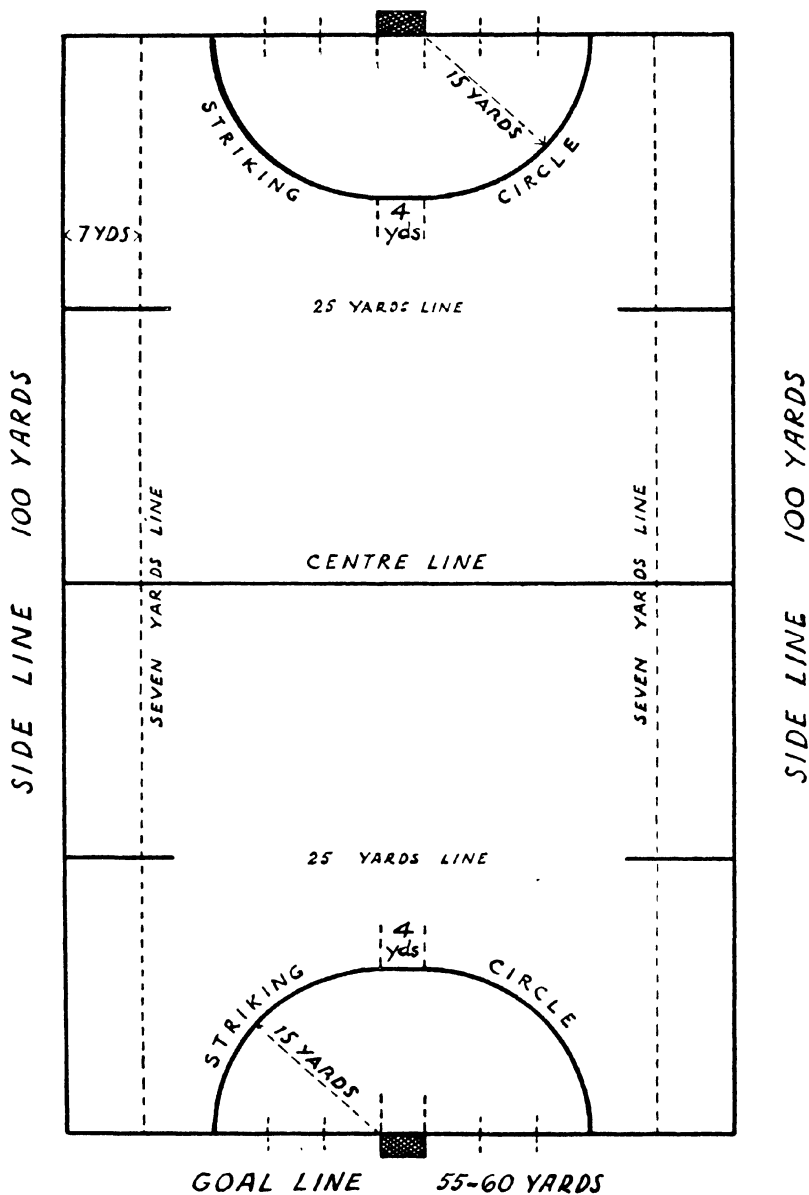 15 YARDS
STRIKING
CIRCLE
4
yds
7 YDS
25 YARDS LINE
SIDE LINE 100 YARDS
SIDE LINE 100 YARDS
SEVEN YARDS LINE
SEVEN YARDS LINE
CENTRE LINE
25 YARDS LINE
4
yds
STRIKING
CIRCLE
15 YARDS
GOAL LINE 55-60 YARDS